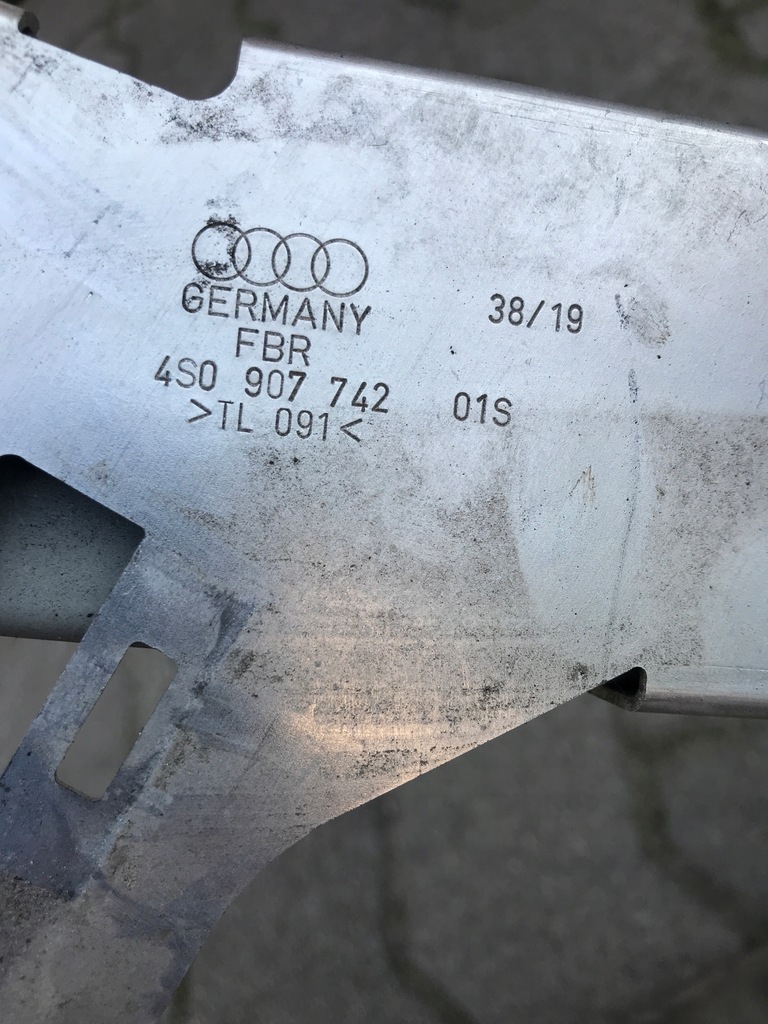 GERMANY
FBR
4S0 907 742 01S
>TL 091<
38/19